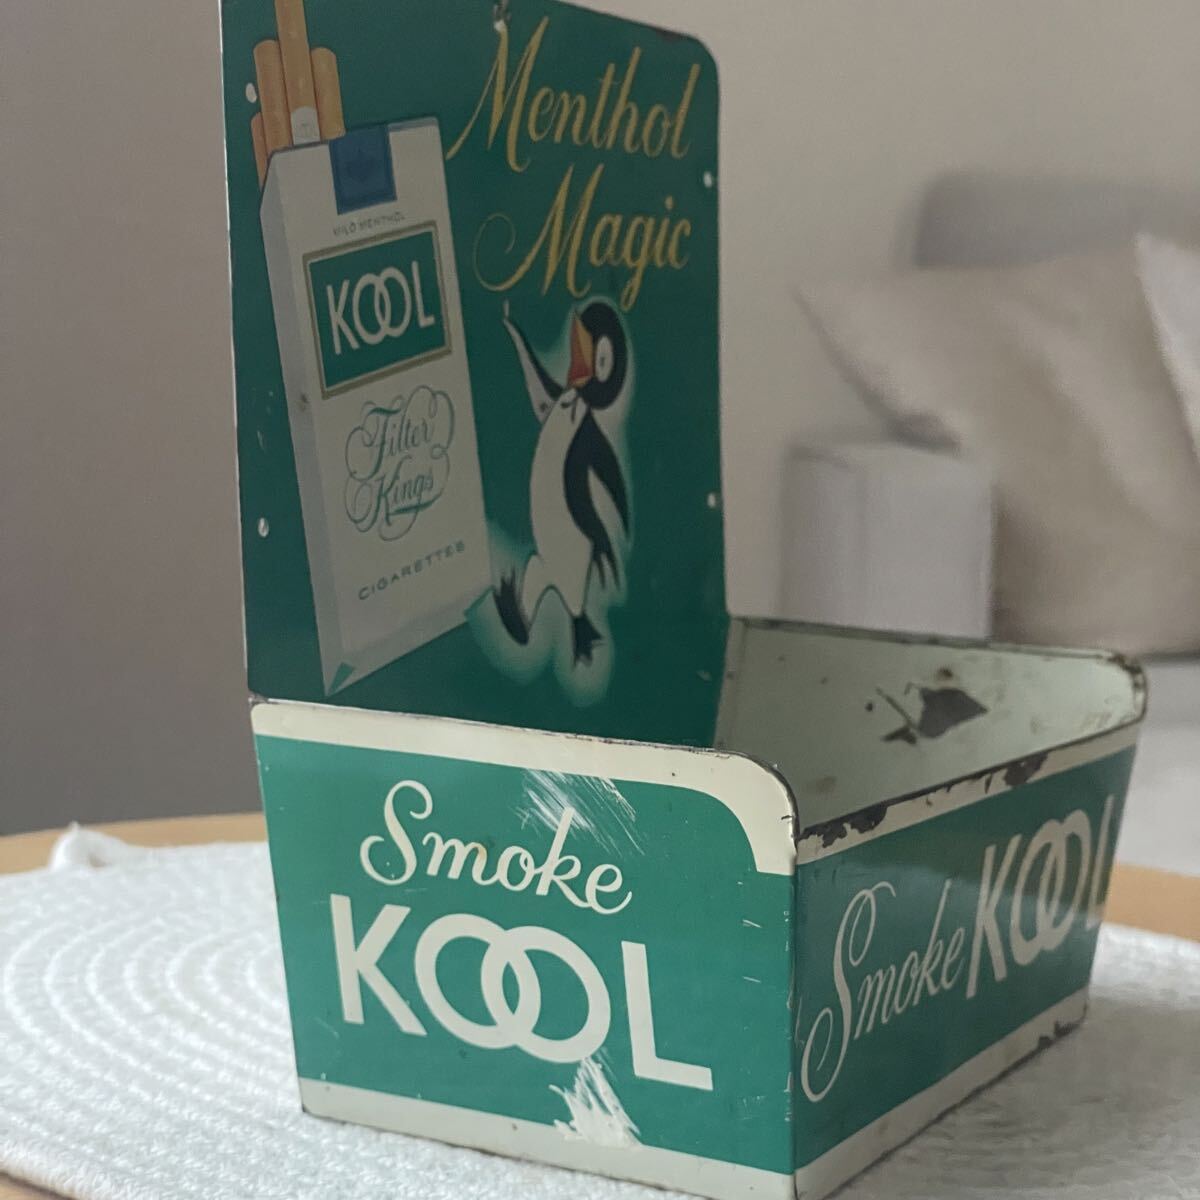 Menthol
Magic
MILD MENTHOL
KOOL
Filter
Kings
CIGARETTES
Smoke
KOOL
Smoke KOOL